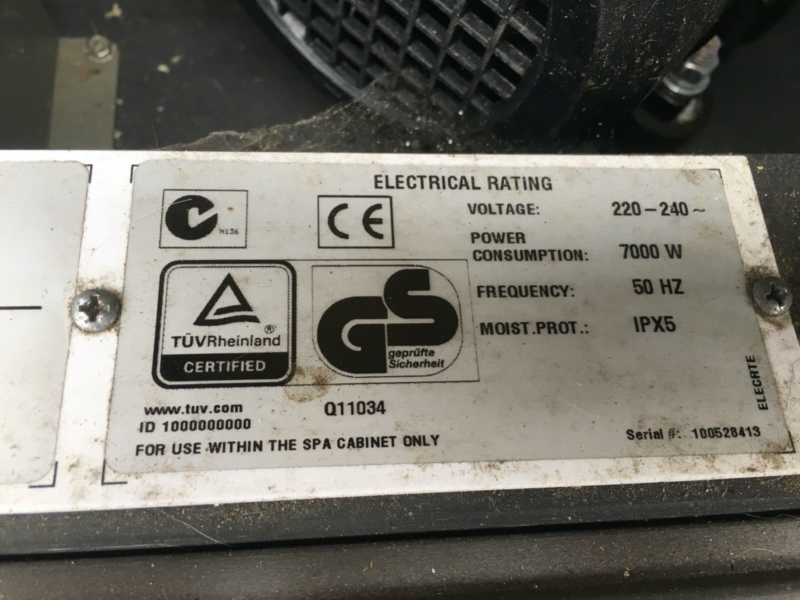 ELECTRICAL RATING
N136
CE
VOLTAGE: 220-240~
POWER
CONSUMPTION: 7000 W
FREQUENCY: 50 HZ
MOIST.PROT.: IPX5
TÜVRheinland ®
CERTIFIED
GS
geprüfte
Sicherheit
www.tuv.com
ID 1000000000
Q11034
FOR USE WITHIN THE SPA CABINET ONLY
Serial #: 100528413
ELECRTE